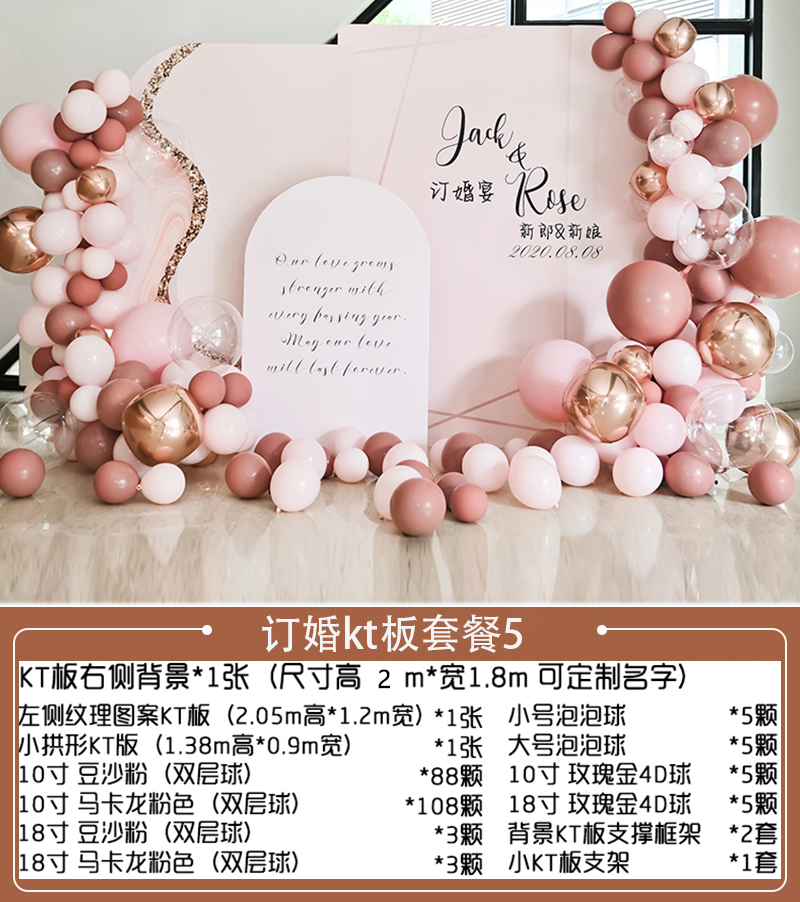 Jack
&
订婚宴 Rose
新郎&新娘
2020.08.08
Our love grows
stronger with
every passing year.
May our love
will last forever.
订婚kt板套餐5
KT板右侧背景*1张 (尺寸高 2 m*宽1.8m 可定制名字)
左侧纹理图案KT板 (2.05m高*1.2m宽) *1张 小号泡泡球 *5颗
小拱形KT版 (1.38m高*0.9m宽) *1张 大号泡泡球 *5颗
10寸 豆沙粉 (双层球) *88颗 10寸 玫瑰金4D球 *5颗
10寸 马卡龙粉色 (双层球) *108颗 18寸 玫瑰金4D球 *5颗
18寸 豆沙粉 (双层球) *3颗 背景KT板支撑框架 *2套
18寸 马卡龙粉色 (双层球) *3颗 小KT板支架 *1套